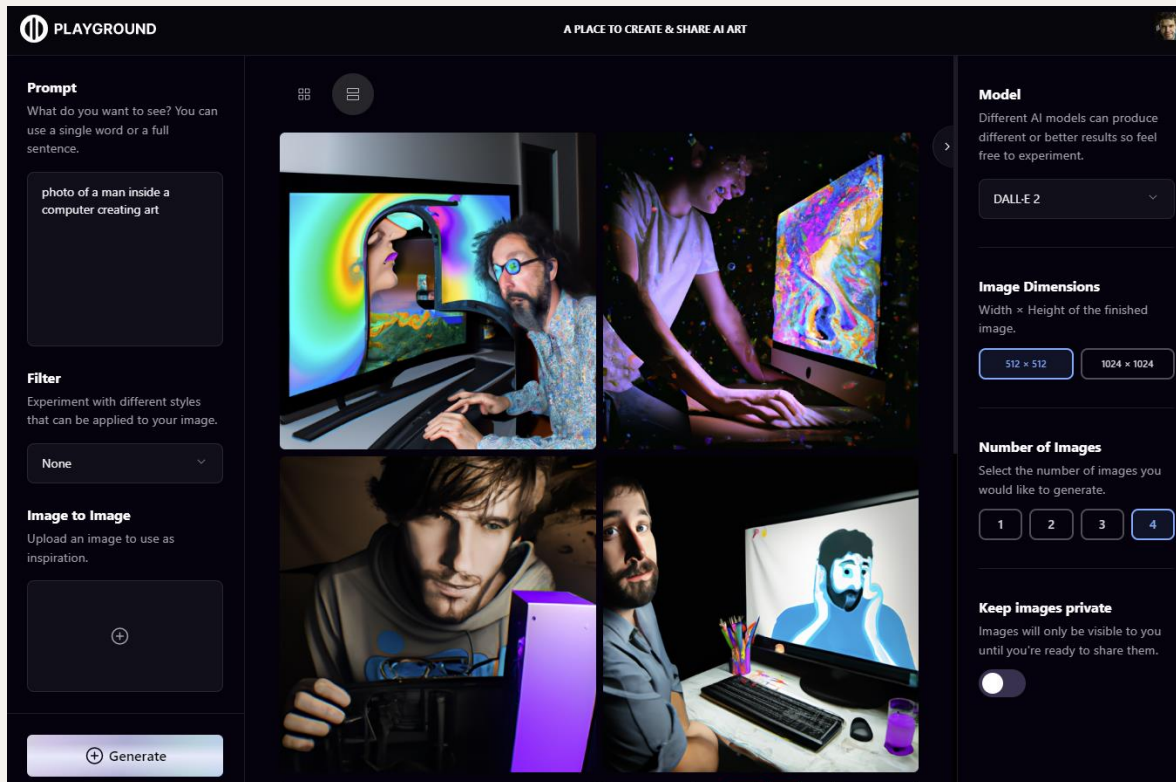 PLAYGROUND
A PLACE TO CREATE & SHARE AI ART
Prompt
What do you want to see? You can
use a single word or a full
sentence.
photo of a man inside a
computer creating art
Filter
Experiment with different styles
that can be applied to your image.
None
Image to Image
Upload an image to use as
inspiration.
Generate
Model
Different AI models can produce
different or better results so feel
free to experiment.
DALL·E 2
Image Dimensions
Width × Height of the finished
image.
512 × 512
1024 × 1024
Number of Images
Select the number of images you
would like to generate.
1 2 3 4
Keep images private
Images will only be visible to you
until you're ready to share them.